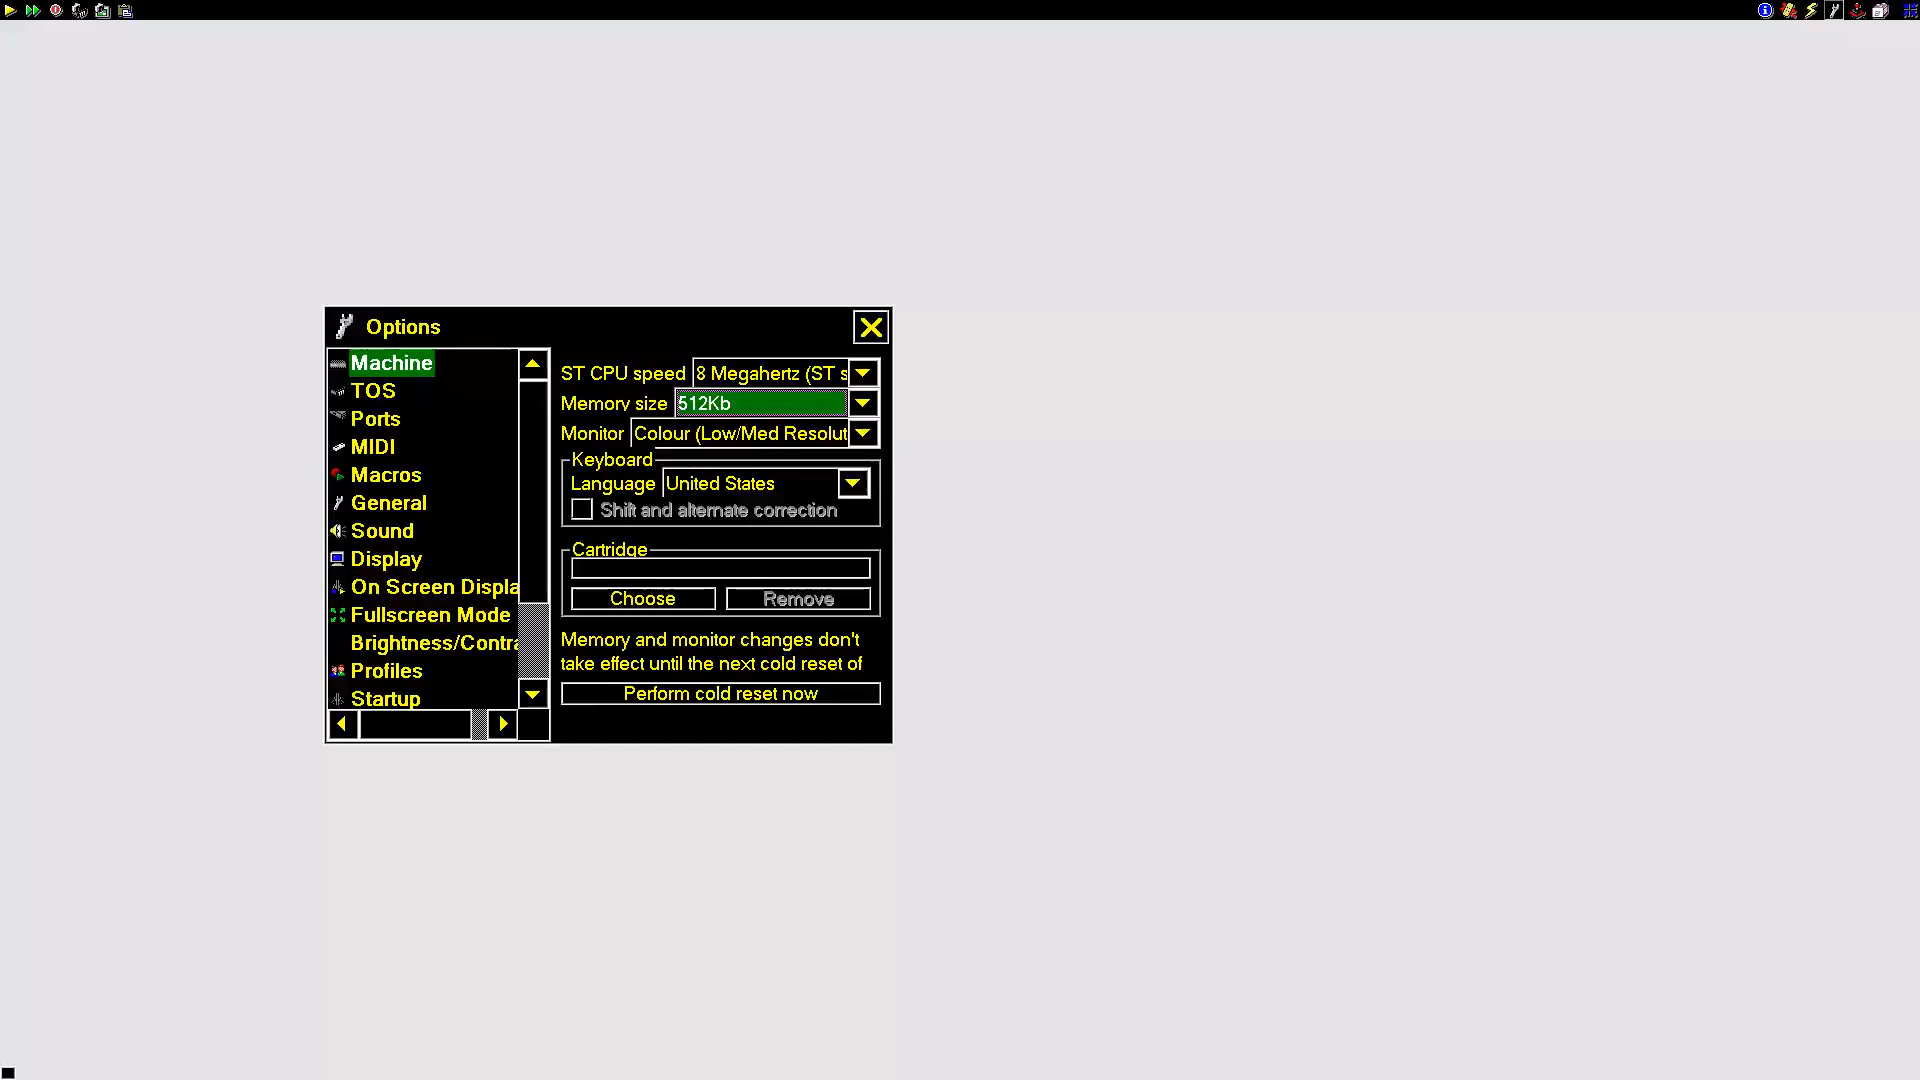 Options
Machine
TOS
Ports
MIDI
Macros
General
Sound
Display
On Screen Displa
Fullscreen Mode
Brightness/Contra
Profiles
Startup
ST CPU speed 8 Megahertz (ST s
Memory size 512Kb
Monitor Colour (Low/Med Resolut
Keyboard
Language United States
Shift and alternate correction
Cartridge
Choose Remove
Memory and monitor changes don't
take effect until the next cold reset of
Perform cold reset now